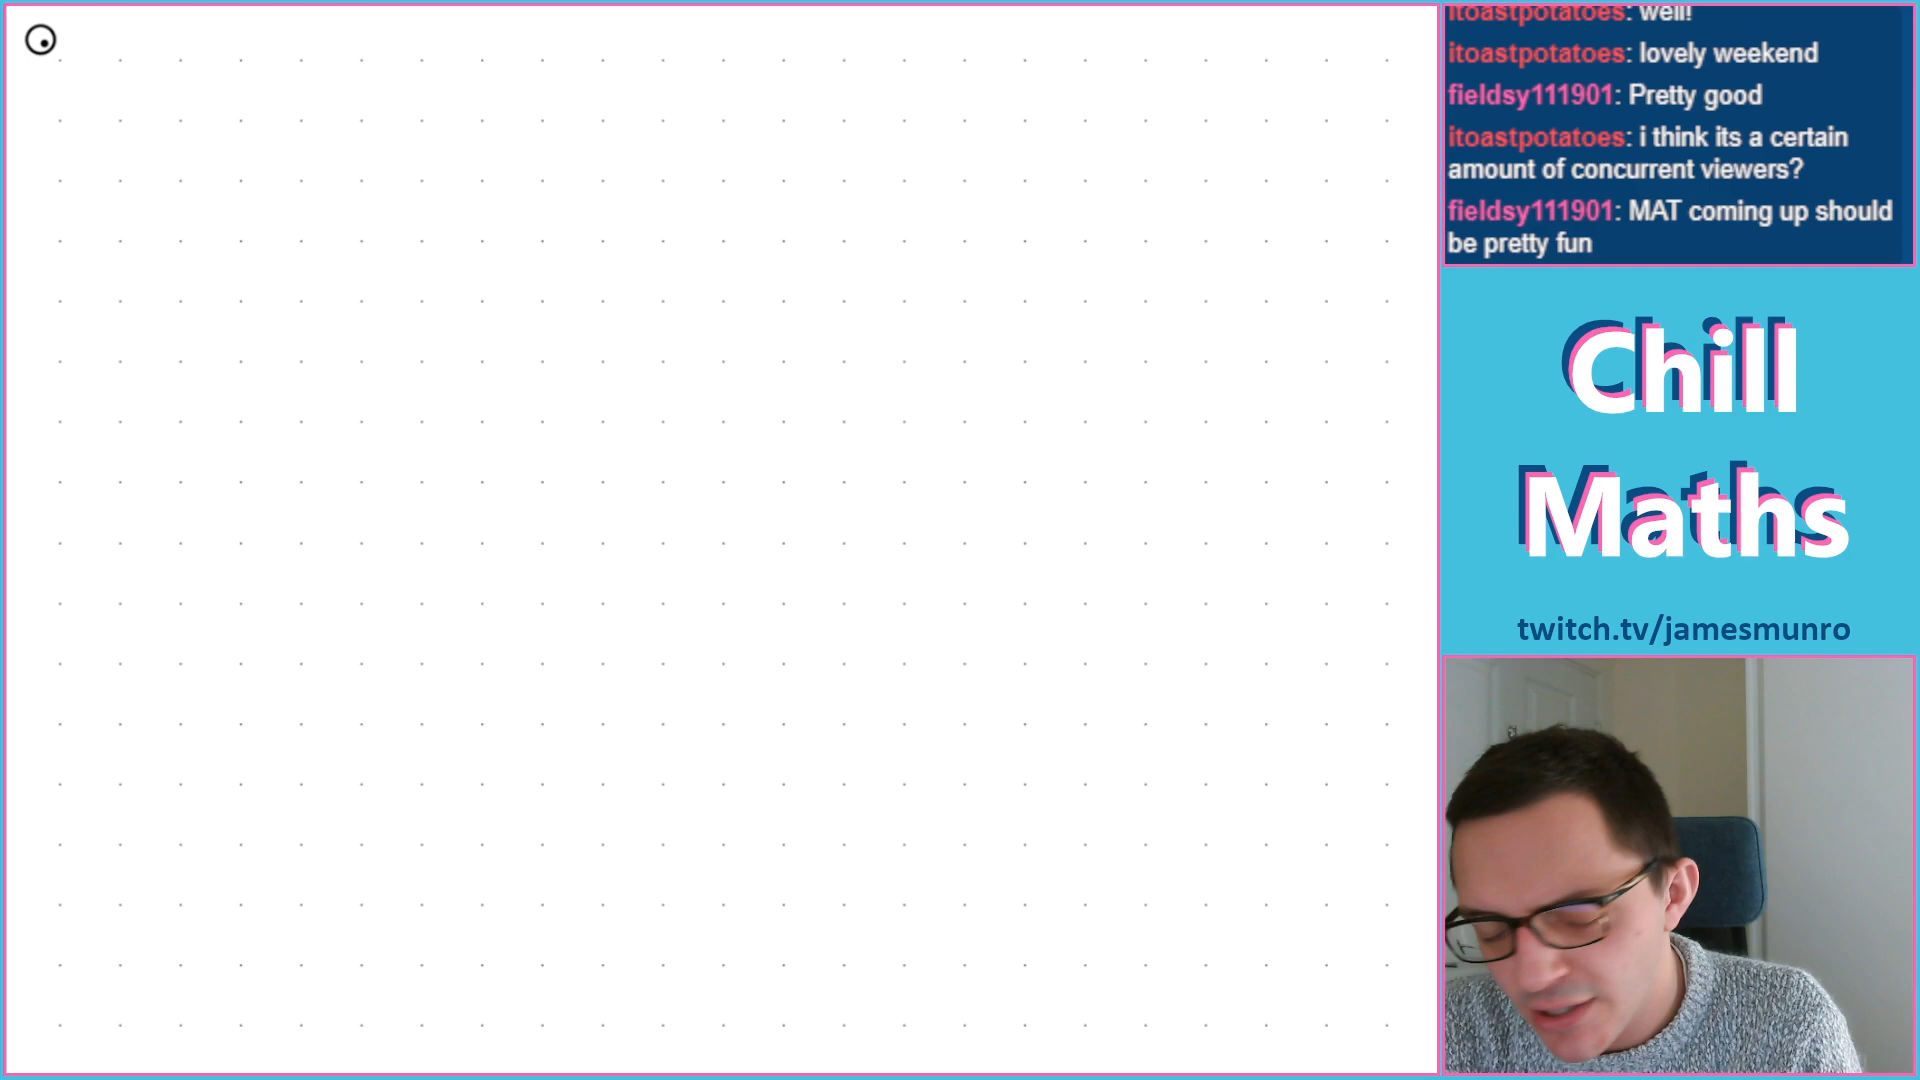 itoastpotatoes: well!
itoastpotatoes: lovely weekend
fieldsy111901: Pretty good
itoastpotatoes: i think its a certain
amount of concurrent viewers?
fieldsy111901: MAT coming up should
be pretty fun
Chill
Maths
twitch.tv/jamesmunro